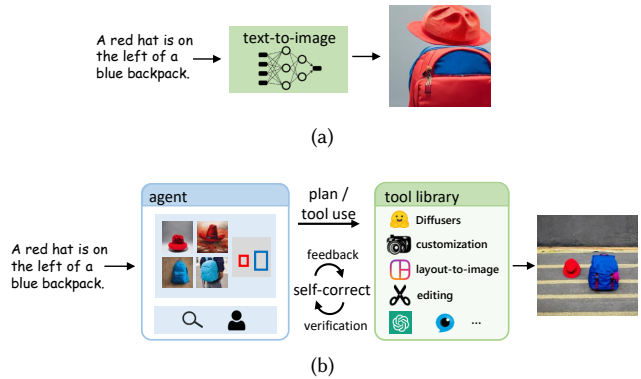 A red hat is on
the left of a
blue backpack.
text-to-image
(a)
A red hat is on
the left of a
blue backpack.
agent
plan /
tool use
feedback
self-correct
verification
tool library
Diffusers
customization
layout-to-image
editing
...
(b)